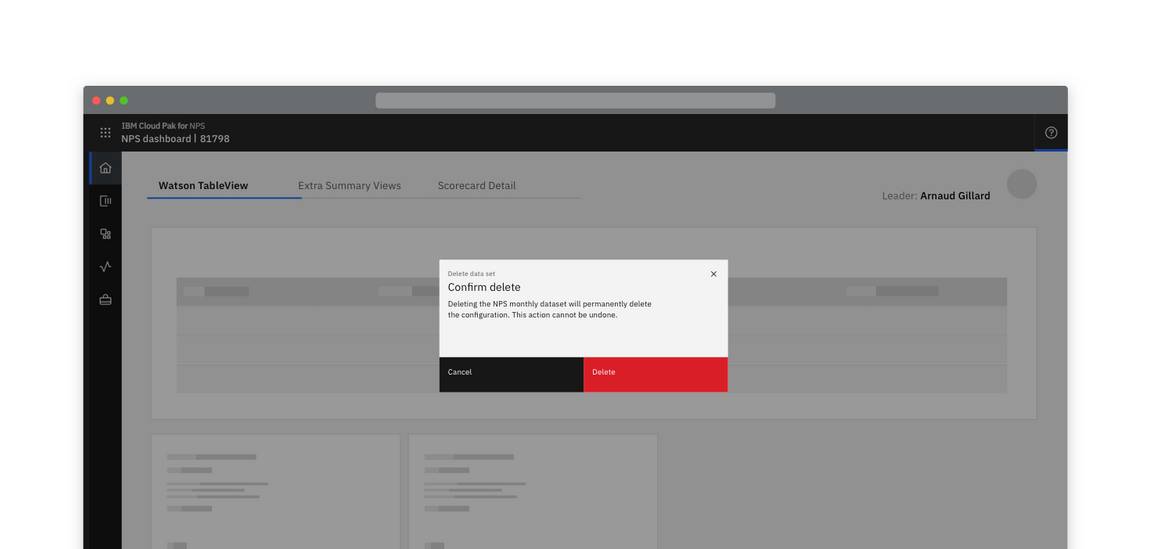 IBM Cloud Pak for NPS
NPS dashboard | 81798
Watson TableView
Extra Summary Views
Scorecard Detail
Leader: Arnaud Gillard
Delete data set
Confirm delete
Deleting the NPS monthly dataset will permanently delete
the configuration. This action cannot be undone.
Cancel
Delete